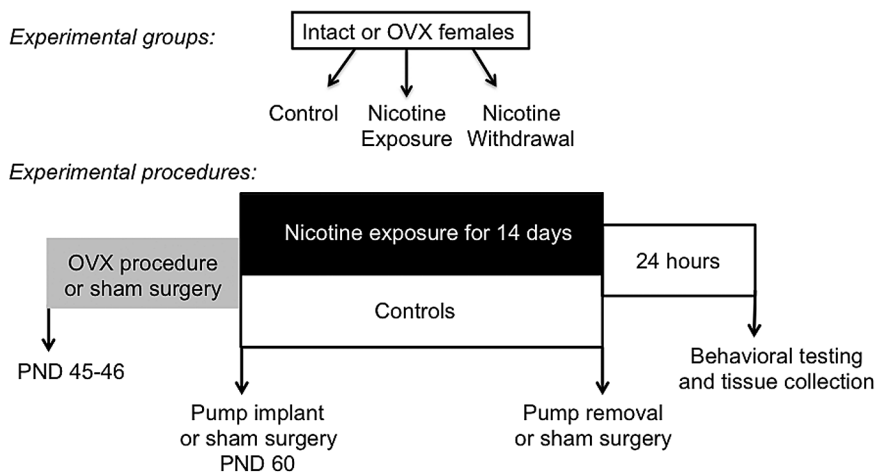 Experimental groups:
Intact or OVX females
Control
Nicotine
Exposure
Nicotine
Withdrawal
Experimental procedures:
Nicotine exposure for 14 days
OVX procedure
or sham surgery
24 hours
Controls
PND 45-46
Behavioral testing
and tissue collection
Pump implant
or sham surgery
PND 60
Pump removal
or sham surgery